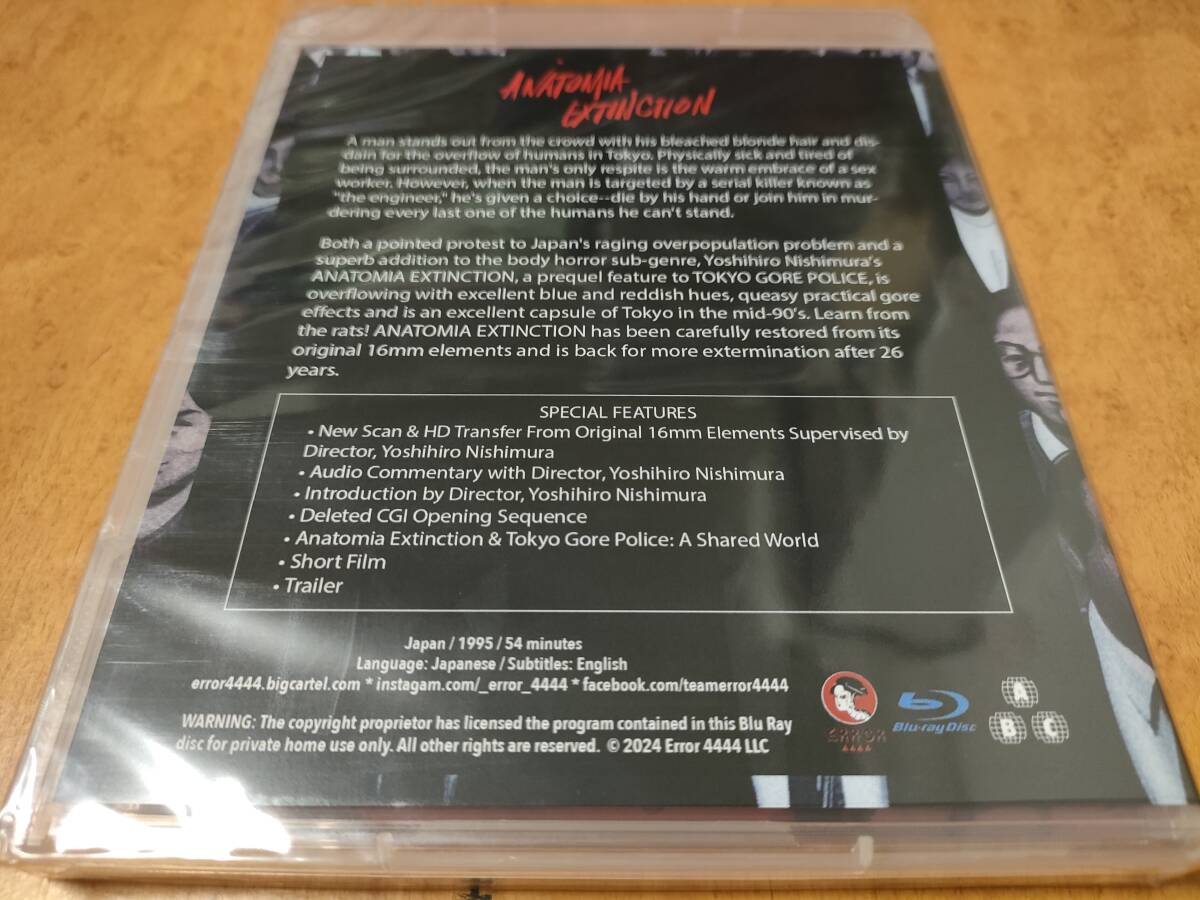 ANATOMIA
EXTINCTION
A man stands out from the crowd with his bleached blonde hair and dis-
dain for the overflow of humans in Tokyo. Physically sick and tired of
being surrounded, the man's only respite is the warm embrace of a sex
worker. However, when the man is targeted by a serial killer known as
"the engineer," he's given a choice--die by his hand or join him in mur-
dering every last one of the humans he can't stand.
Both a pointed protest to Japan's raging overpopulation problem and a
superb addition to the body horror sub-genre, Yoshihiro Nishimura's
ANATOMIA EXTINCTION, a prequel feature to TOKYO GORE POLICE, is
overflowing with excellent blue and reddish hues, queasy practical gore
effects and is an excellent capsule of Tokyo in the mid-90's. Learn from
the rats! ANATOMIA EXTINCTION has been carefully restored from its
original 16mm elements and is back for more extermination after 26
years.
SPECIAL FEATURES
• New Scan & HD Transfer From Original 16mm Elements Supervised by
Director, Yoshihiro Nishimura
• Audio Commentary with Director, Yoshihiro Nishimura
• Introduction by Director, Yoshihiro Nishimura
• Deleted CGI Opening Sequence
• Anatomia Extinction & Tokyo Gore Police: A Shared World
• Short Film
• Trailer
Japan / 1995 / 54 minutes
Language: Japanese / Subtitles: English
error4444.bigcartel.com * instagam.com/_error_4444 * facebook.com/teamerror4444
WARNING: The copyright proprietor has licensed the program contained in this Blu Ray
disc for private home use only. All other rights are reserved. © 2024 Error 4444 LLC
ERROR
4444
Blu-ray Disc
A
B C